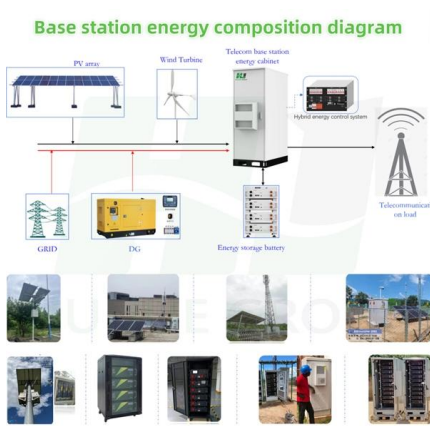 Base station energy composition diagram
PV array
Wind Turbine
Telecom base station
energy cabinet
Hybrid energy control system
Telecommunicati
on load
GRID
DG
Energy storage battery